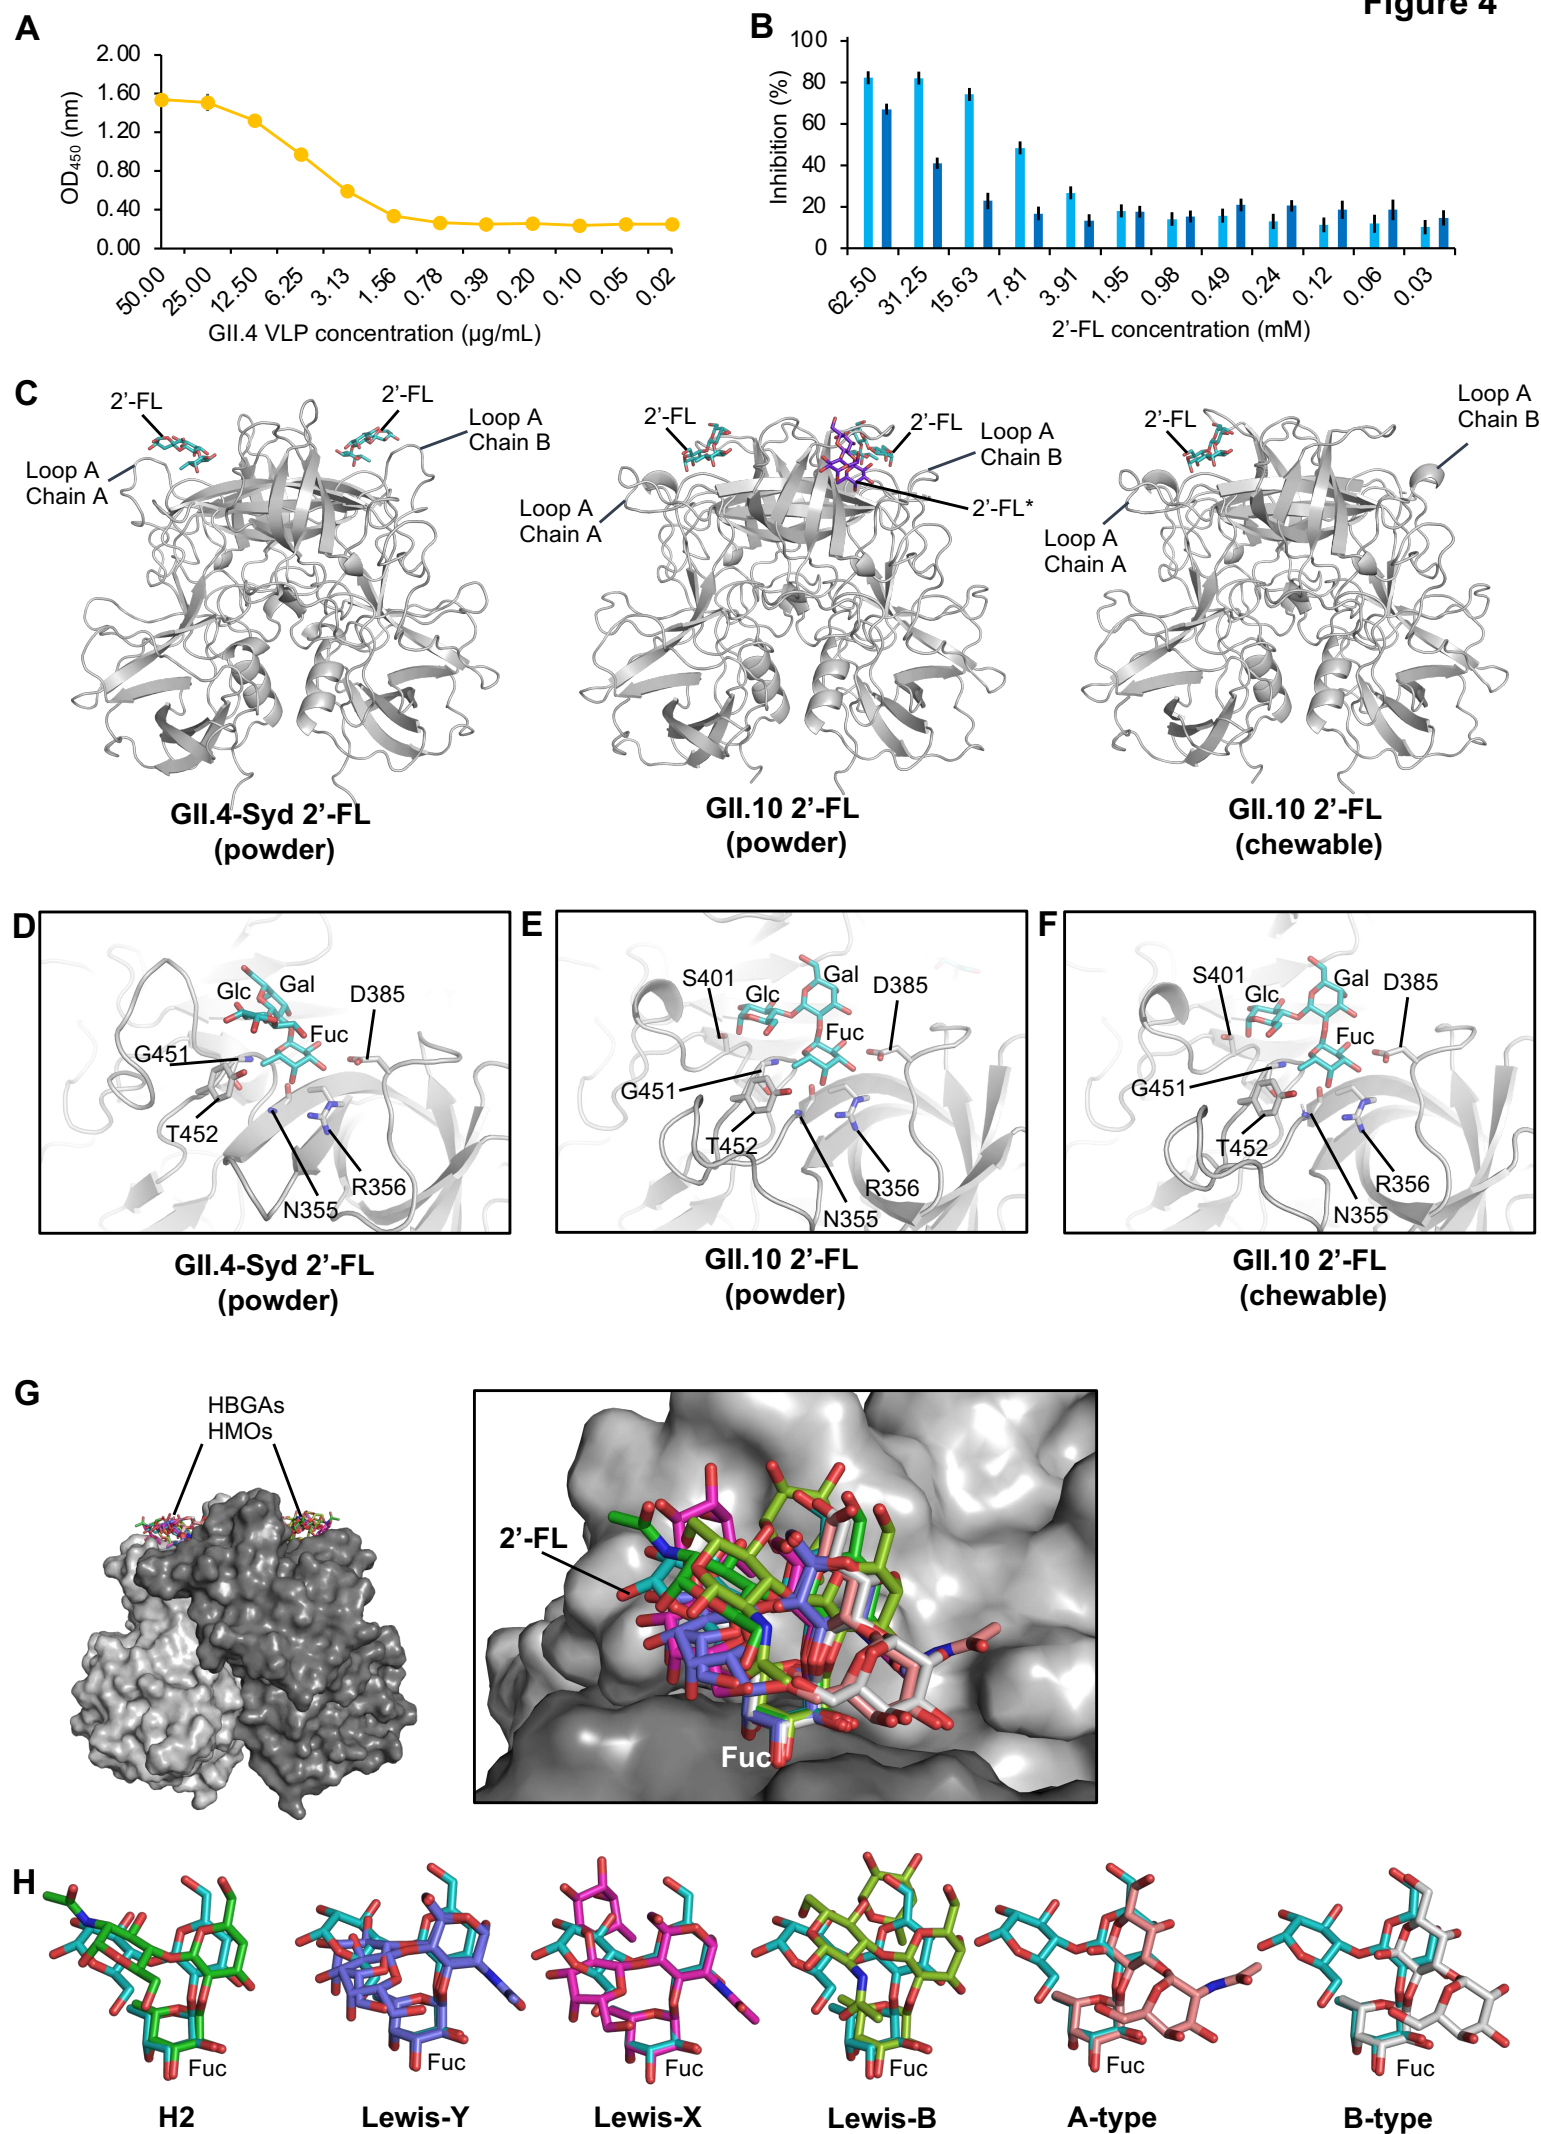 Figure 4
A
2.00
1.60
1.20
0.80
0.40
0.00
OD450 (nm)
50.00
25.00
12.50
6.25
3.13
1.56
0.78
0.39
0.20
0.10
0.05
0.02
GII.4 VLP concentration (µg/mL)
B
100
80
60
40
20
0
Inhibition (%)
62.50
31.25
15.63
7.81
3.91
1.95
0.98
0.49
0.24
0.12
0.06
0.03
2'-FL concentration (mM)
C
2'-FL
2'-FL
Loop A
Chain B
Loop A
Chain A
GII.4-Syd 2'-FL
(powder)
2'-FL
2'-FL
Loop A
Chain B
2'-FL*
Loop A
Chain A
GII.10 2'-FL
(powder)
Loop A
Chain B
2'-FL
Loop A
Chain A
GII.10 2'-FL
(chewable)
D
Glc
Gal
D385
Fuc
G451
T452
R356
N355
GII.4-Syd 2'-FL
(powder)
E
S401
Glc
Gal
D385
Fuc
G451
T452
R356
N355
GII.10 2'-FL
(powder)
F
S401
Glc
Gal
D385
Fuc
G451
T452
R356
N355
GII.10 2'-FL
(chewable)
G
HBGAs
HMOs
2'-FL
Fuc
H
Fuc
H2
Fuc
Lewis-Y
Fuc
Lewis-X
Fuc
Lewis-B
Fuc
A-type
Fuc
B-type